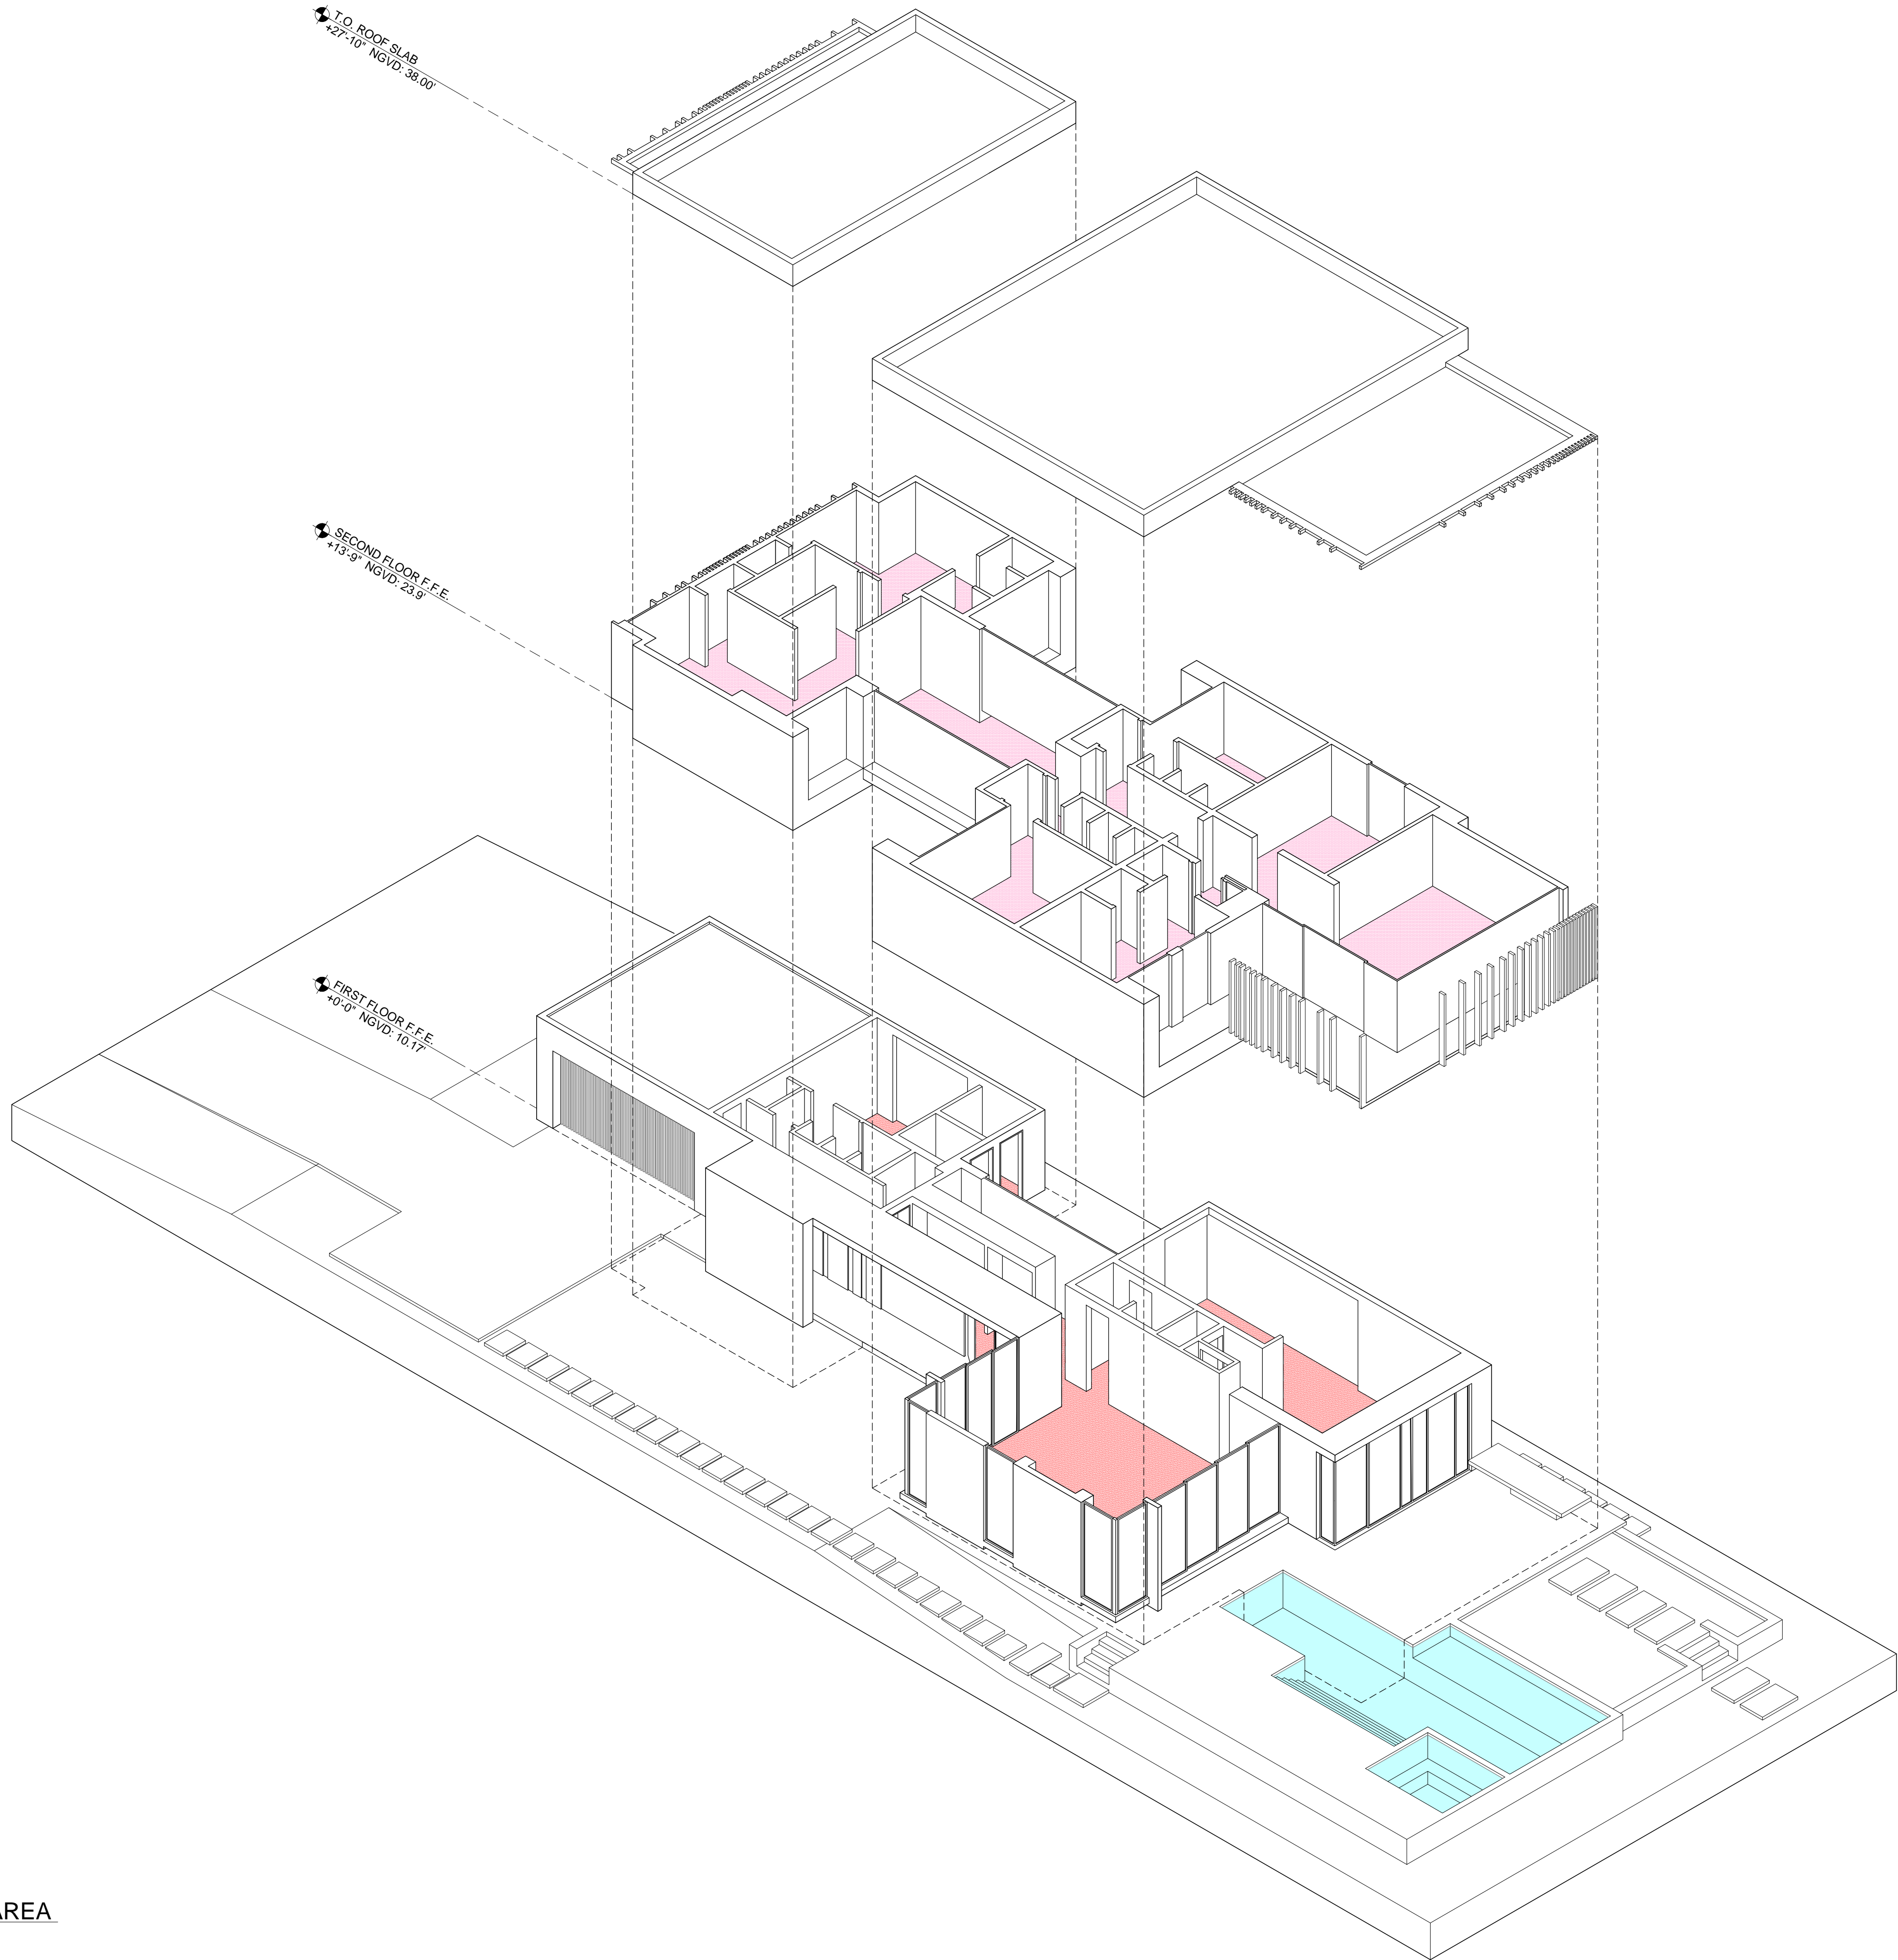 T.O. ROOF SLAB
+27'-10" NGVD: 38.00'
SECOND FLOOR F.F.E.
+13'-9" NGVD: 23.9'
FIRST FLOOR F.F.E.
+0'-0" NGVD: 10.17'
AREA